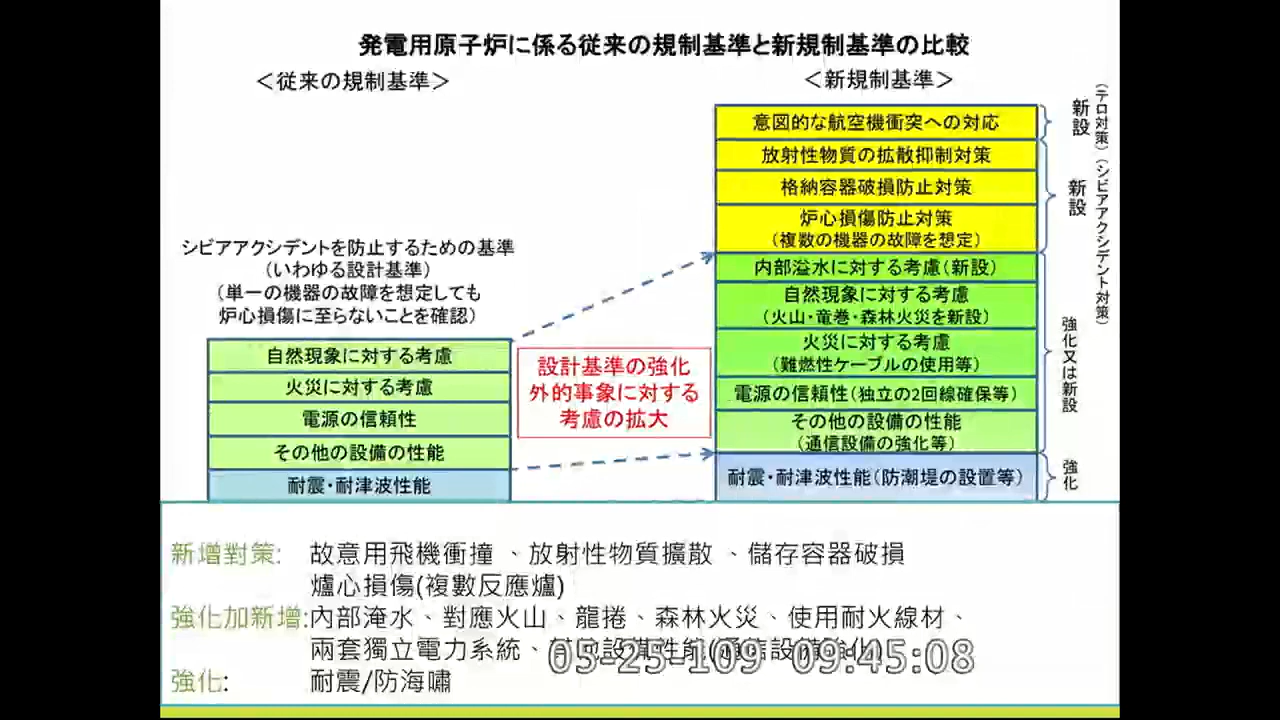 発電用原子炉に係る従来の規制基準と新規制基準の比較
＜従来の規制基準＞
＜新規制基準＞
シビアアクシデントを防止するための基準
（いわゆる設計基準）
（単一の機器の故障を想定しても
炉心損傷に至らないことを確認）
自然現象に対する考慮
火災に対する考慮
電源の信頼性
その他の設備の性能
耐震・耐津波性能
設計基準の強化
外的事象に対する
考慮の拡大
意図的な航空機衝突への対応
放射性物質の拡散抑制対策
格納容器破損防止対策
炉心損傷防止対策
（複数の機器の故障を想定）
内部溢水に対する考慮（新設）
自然現象に対する考慮
（火山・竜巻・森林火災を新設）
火災に対する考慮
（難燃性ケーブルの使用等）
電源の信頼性（独立の2回線確保等）
その他の設備の性能
（通信設備の強化等）
耐震・耐津波性能（防潮堤の設置等）
新設
（テロ対策）
新設
（シビアアクシデント対策）
強化又は新設
強化
新增對策: 故意用飛機衝撞 、放射性物質擴散 、儲存容器破損
爐心損傷(複數反應爐)
強化加新增:內部淹水、對應火山、龍捲、森林火災、使用耐火線材、
兩套獨立電力系統、其他設備性能(通信設備強化)
強化: 耐震/防海嘯
05-25-109 09:45:08